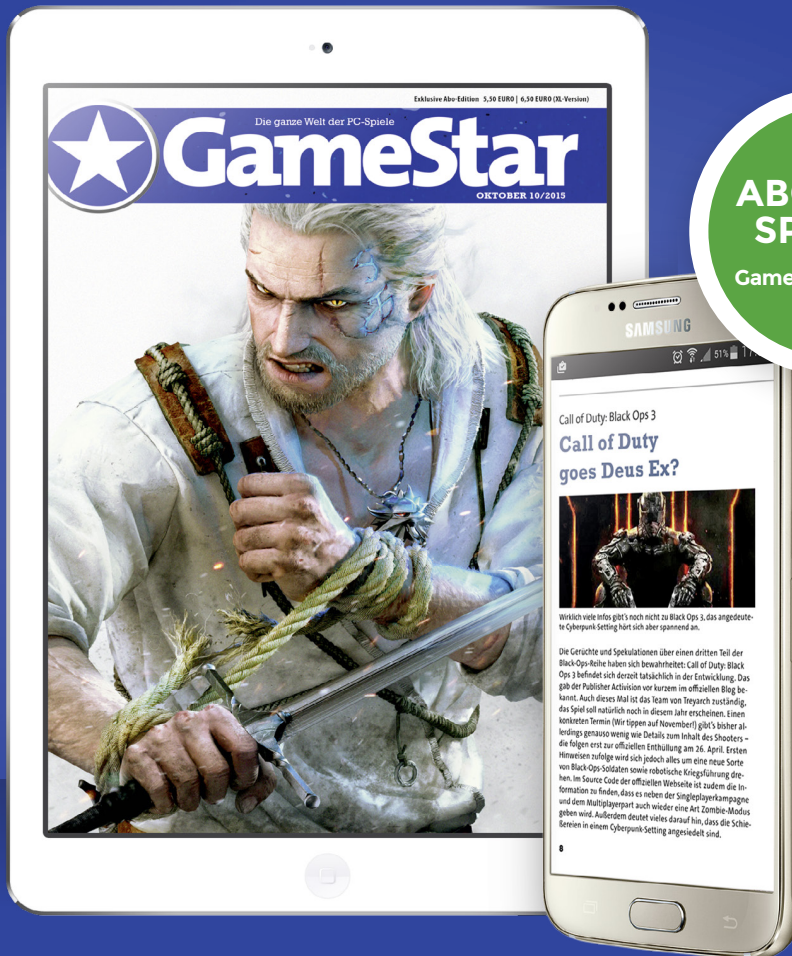 Exklusive Abo-Edition 5,50 EURO | 6,50 EURO (XL-Version)
Die ganze Welt der PC-Spiele
GameStar
OKTOBER 10/2015
SAMSUNG
51%
Call of Duty: Black Ops 3
Call of Duty
goes Deus Ex?
Wirklich viele Infos gibt's noch nicht zu Black Ops 3, das angedeute-
te Cyberpunk-Setting hört sich aber spannend an.
Die Gerüchte und Spekulationen über einen dritten Teil der
Black-Ops-Reihe haben sich bewahrheitet: Call of Duty: Black
Ops 3 befindet sich derzeit tatsächlich in der Entwicklung. Das
gab der Publisher Activision vor kurzem im offiziellen Blog be-
kannt. Auch dieses Mal ist das Team von Treyarch zuständig,
das Spiel soll natürlich noch in diesem Jahr erscheinen. Einen
konkreten Termin (Wir tippen auf November!) gibt's bisher al-
lerdings genauso wenig wie Details zum Inhalt des Shooters –
die folgen erst zur offiziellen Enthüllung am 26. April. Ersten
Hinweisen zufolge wird sich jedoch alles um eine neue Sorte
von Black-Ops-Soldaten sowie robotische Kriegsführung dre-
hen. Im Source Code der offiziellen Webseite ist zudem die In-
formation zu finden, dass es neben der Singleplayerkampagne
und dem Multiplayerpart auch wieder eine Art Zombie-Modus
geben wird. Außerdem deutet vieles darauf hin, dass die Schie-
ßereien in einem Cyberpunk-Setting angesiedelt sind.
8